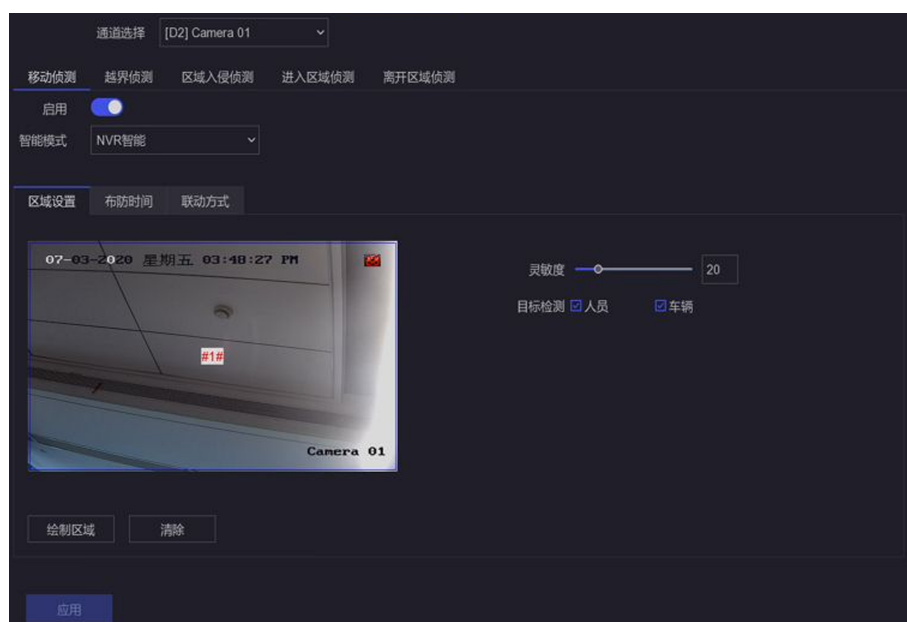 通道选择 [D2] Camera 01
移动侦测 越界侦测 区域入侵侦测 进入区域侦测 离开区域侦测
启用
智能模式 NVR智能
区域设置 布防时间 联动方式
07-03-2020 星期五 03:48:27 PM
灵敏度 20
目标检测 人员 车辆
#1#
Camera 01
绘制区域 清除
应用